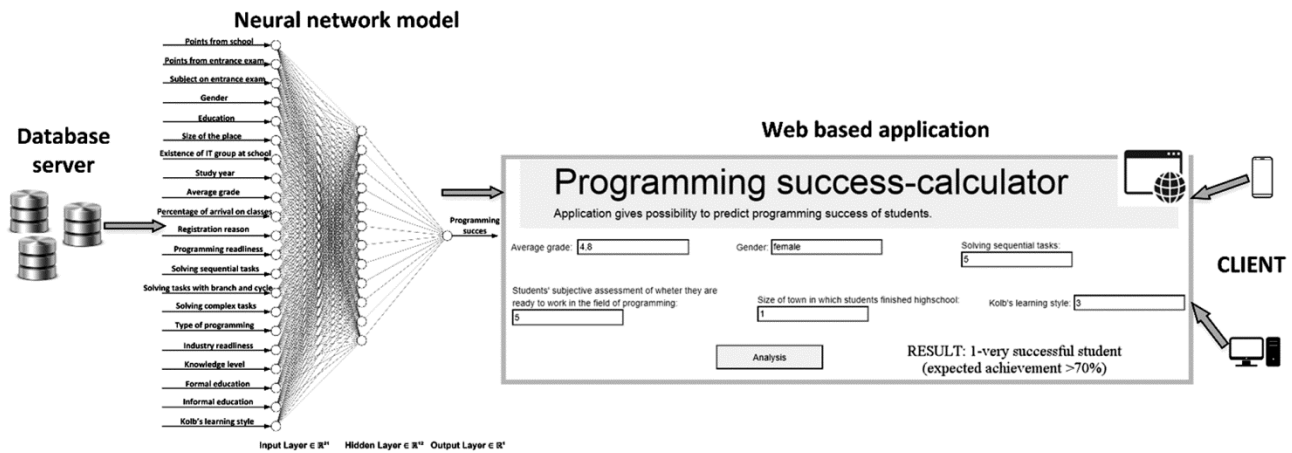 Neural network model
Points from school
Points from entrance exam
Subject on entrance exam
Gender
Education
Size of the place
Existence of IT group at school
Study year
Average grade
Percentage of arrival on classes
Registration reason
Programming readiness
Solving sequential tasks
Solving tasks with branch and cycle
Solving complex tasks
Type of programming
Industry readiness
Knowledge level
Formal education
Informal education
Kolb's learning style
Input Layer ∈ ℝ²¹
Hidden Layer ∈ ℝ¹²
Output Layer ∈ ℝ¹
Programming
succes
Database
server
Web based application
Programming success-calculator
Application gives possibility to predict programming success of students.
Average grade: 4.8
Gender: female
Solving sequential tasks:
5
Students' subjective assessment of wheter they are
ready to work in the field of programming:
5
Size of town in which students finished highschool:
1
Kolb's learning style: 3
Analysis
RESULT: 1-very successful student
(expected achievement >70%)
CLIENT